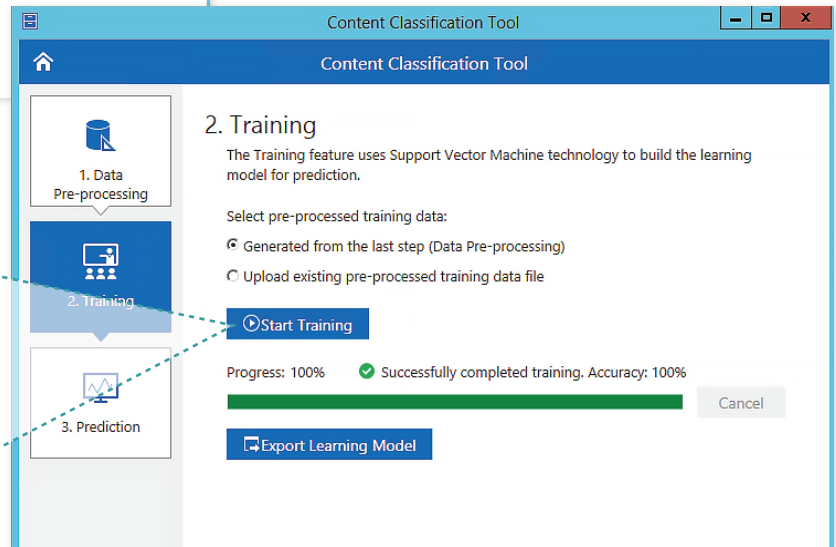 Content Classification Tool
Content Classification Tool
1. Data
Pre-processing
2. Training
3. Prediction
2. Training
The Training feature uses Support Vector Machine technology to build the learning
model for prediction.
Select pre-processed training data:
Generated from the last step (Data Pre-processing)
Upload existing pre-processed training data file
Start Training
Progress: 100% Successfully completed training. Accuracy: 100%
Cancel
Export Learning Model